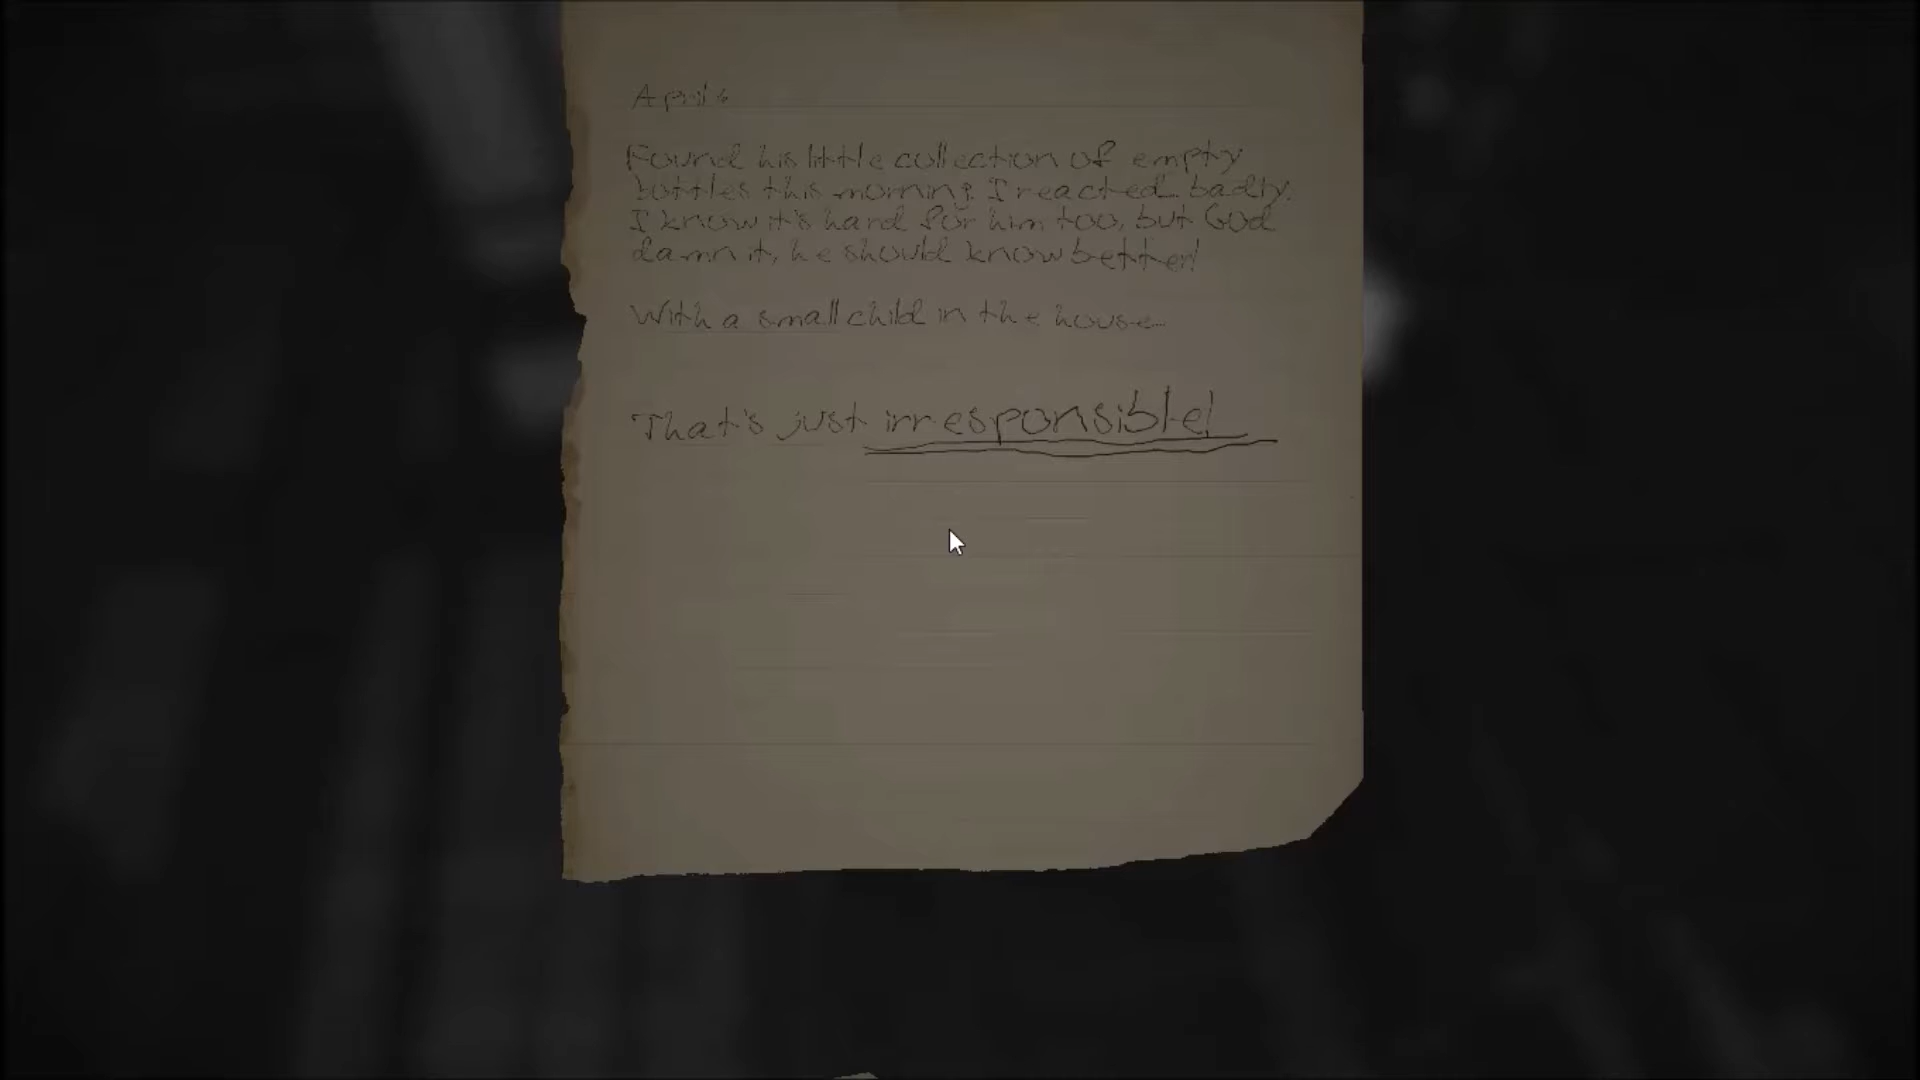 April 6
Found his little collection of empty
bottles this morning. I reacted badly.
I know it's hard for him too, but God
damn it, he should know better!
With a small child in the house...
That's just irresponsible!